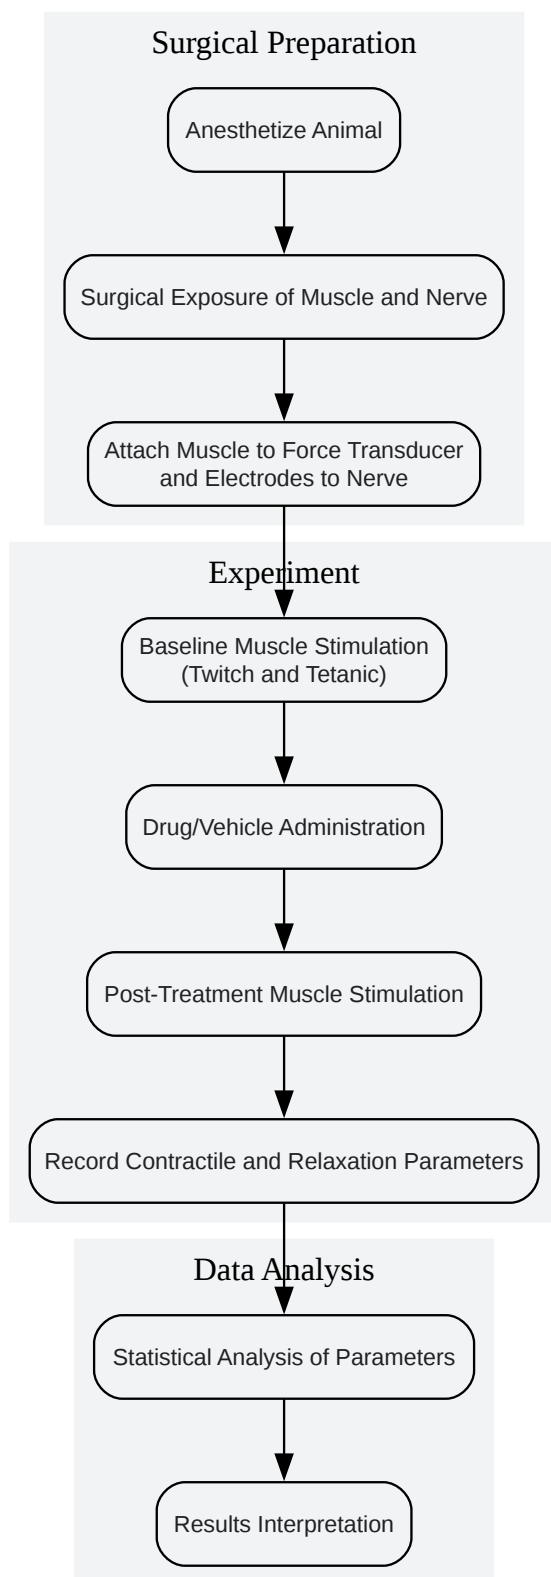 Surgical Preparation
Anesthetize Animal
Surgical Exposure of Muscle and Nerve
Attach Muscle to Force Transducer
and Electrodes to Nerve
Experiment
Baseline Muscle Stimulation
(Twitch and Tetanic)
Drug/Vehicle Administration
Post-Treatment Muscle Stimulation
Record Contractile and Relaxation Parameters
Data Analysis
Statistical Analysis of Parameters
Results Interpretation